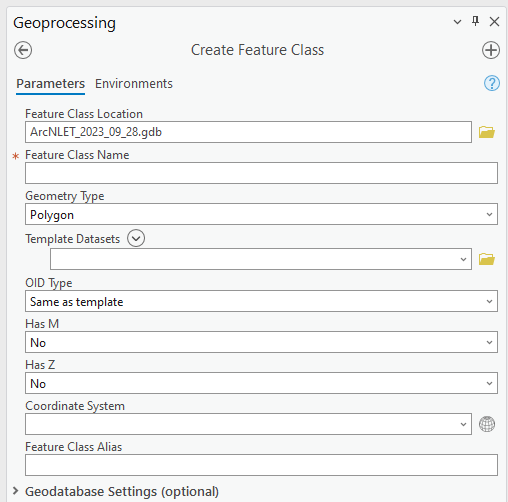 Geoprocessing
Create Feature Class
Parameters Environments
?
Feature Class Location
ArcNLET_2023_09_28.gdb
* Feature Class Name
Geometry Type
Polygon
Template Datasets
OID Type
Same as template
Has M
No
Has Z
No
Coordinate System
Feature Class Alias
Geodatabase Settings (optional)